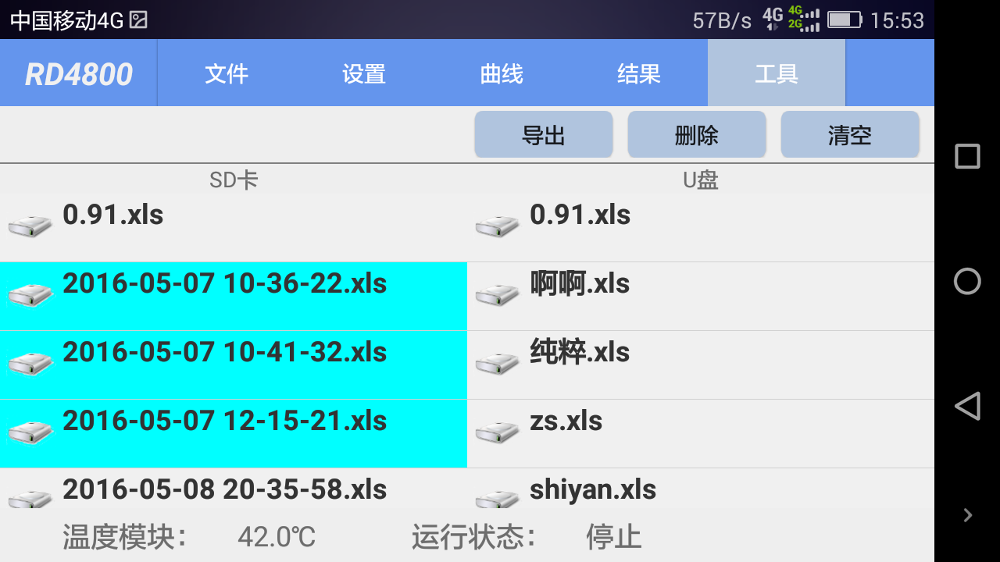 中国移动4G 57B/s 4G 4G 2G 15:53
RD4800 文件 设置 曲线 结果 工具
导出 删除 清空
SD卡 U盘
0.91.xls 0.91.xls
2016-05-07 10-36-22.xls 啊啊.xls
2016-05-07 10-41-32.xls 纯粹.xls
2016-05-07 12-15-21.xls zs.xls
2016-05-08 20-35-58.xls shiyan.xls
温度模块： 42.0℃ 运行状态： 停止